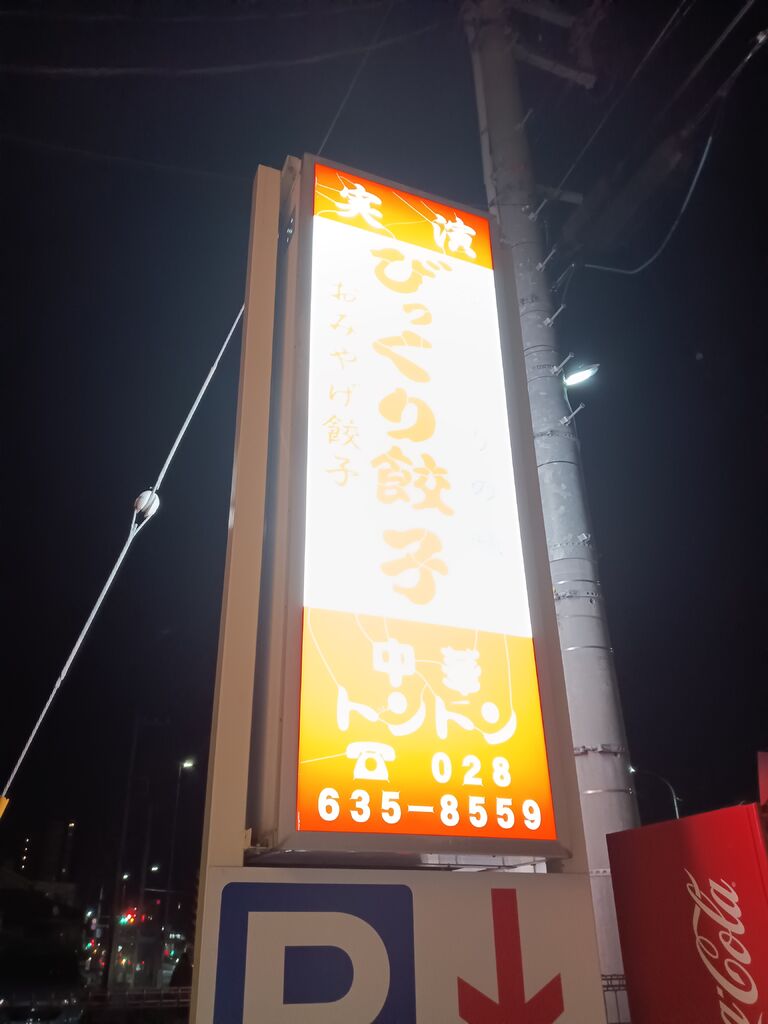 実演
びっくり餃子
おみやげ餃子
中華
トントン
028
635-8559
P
Coca-Cola